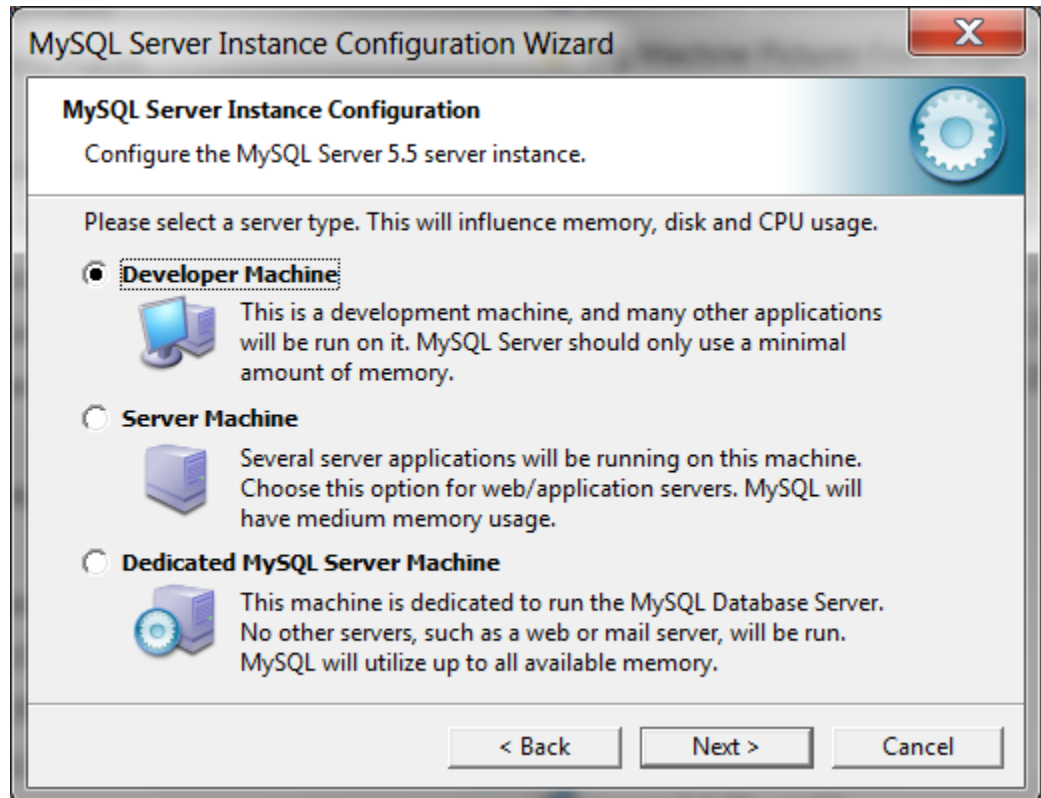 MySQL Server Instance Configuration Wizard
MySQL Server Instance Configuration
Configure the MySQL Server 5.5 server instance.
Please select a server type. This will influence memory, disk and CPU usage.
Developer Machine
This is a development machine, and many other applications
will be run on it. MySQL Server should only use a minimal
amount of memory.
Server Machine
Several server applications will be running on this machine.
Choose this option for web/application servers. MySQL will
have medium memory usage.
Dedicated MySQL Server Machine
This machine is dedicated to run the MySQL Database Server.
No other servers, such as a web or mail server, will be run.
MySQL will utilize up to all available memory.
< Back
Next >
Cancel